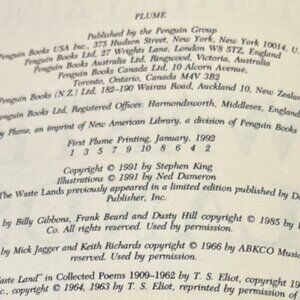 PLUME
Published by the Penguin Group
Penguin Books USA Inc., 375 Hudson Street, New York, New York 10014, U.
Penguin Books Ltd, 27 Wrights Lane, London W8 5TZ, England
Penguin Books Australia Ltd, Ringwood, Victoria, Australia
Penguin Books Canada Ltd, 10 Alcorn Avenue,
Toronto, Ontario, Canada M4V 3B2
Penguin Books (N.Z.) Ltd, 182-190 Wairau Road, Auckland 10, New Zealand
Penguin Books Ltd, Registered Offices: Harmondsworth, Middlesex, England
by Plume, an imprint of New American Library, a division of Penguin Books
First Plume Printing, January, 1992
1 3 5 7 9 10 8 6 4 2
Copyright © 1991 by Stephen King
Illustrations © 1991 by Ned Dameron
The Waste Lands previously appeared in a limited edition published by Do
Publisher, Inc.
by Billy Gibbons, Frank Beard and Dusty Hill copyright © 1985 by
Co. All rights reserved. Used by permission.
by Mick Jagger and Keith Richards copyright © 1966 by ABKCO Music
reserved. Used by permission.
Waste Land" in Collected Poems 1909-1962 by T. S. Eliot, copyright 19
copyright © 1964, 1963 by T. S. Eliot, reprinted by permission of